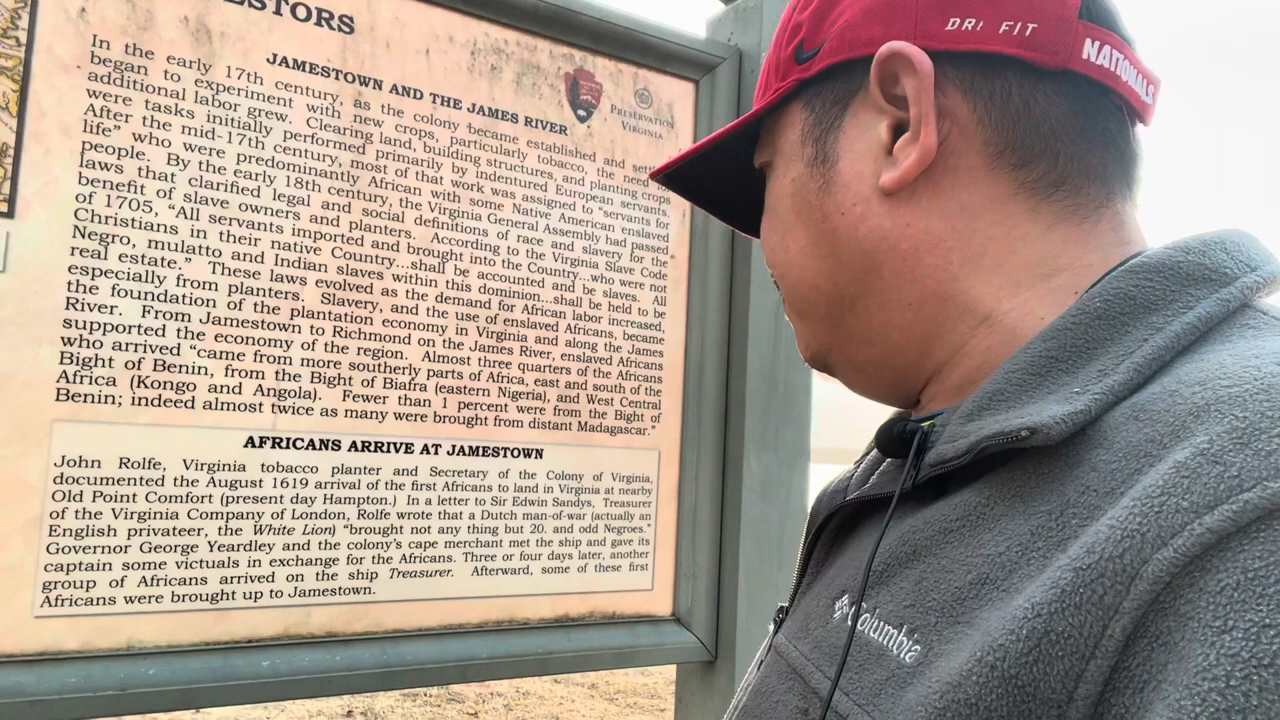 ESTORS
JAMESTOWN AND THE JAMES RIVER
PRESERVATION
VIRGINIA
In the early 17th century, as the colony became established and
began to experiment with new crops, particularly tobacco, the need
additional labor grew. Clearing land, building structures, and planting crops
were tasks initially performed primarily by indentured European servants.
After the mid-17th century, most of that work was assigned to “servants for
life” who were predominantly African with some Native American enslaved
people. By the early 18th century, the Virginia General Assembly had passed
laws that clarified legal and social definitions of race and slavery for the
benefit of slave owners and planters. According to the Virginia Slave Code
of 1705, “All servants imported and brought into the Country...who were not
Christians in their native Country...shall be accounted and be slaves. All
Negro, mulatto and Indian slaves within this dominion...shall be held to be
real estate.” These laws evolved as the demand for African labor increased,
especially from planters. Slavery, and the use of enslaved Africans, became
the foundation of the plantation economy in Virginia and along the James
River. From Jamestown to Richmond on the James River, enslaved Africans
supported the economy of the region. Almost three quarters of the Africans
who arrived “came from more southerly parts of Africa, east and south of the
Bight of Benin, from the Bight of Biafra (eastern Nigeria), and West Central
Africa (Kongo and Angola). Fewer than 1 percent were from the Bight of
Benin; indeed almost twice as many were brought from distant Madagascar.”
AFRICANS ARRIVE AT JAMESTOWN
John Rolfe, Virginia tobacco planter and Secretary of the Colony of Virginia,
documented the August 1619 arrival of the first Africans to land in Virginia at nearby
Old Point Comfort (present day Hampton.) In a letter to Sir Edwin Sandys, Treasurer
of the Virginia Company of London, Rolfe wrote that a Dutch man-of-war (actually an
English privateer, the White Lion) “brought not any thing but 20. and odd Negroes.”
Governor George Yeardley and the colony’s cape merchant met the ship and gave its
captain some victuals in exchange for the Africans. Three or four days later, another
group of Africans arrived on the ship Treasurer. Afterward, some of these first
Africans were brought up to Jamestown.
DRI FIT
NATIONALS
Columbia